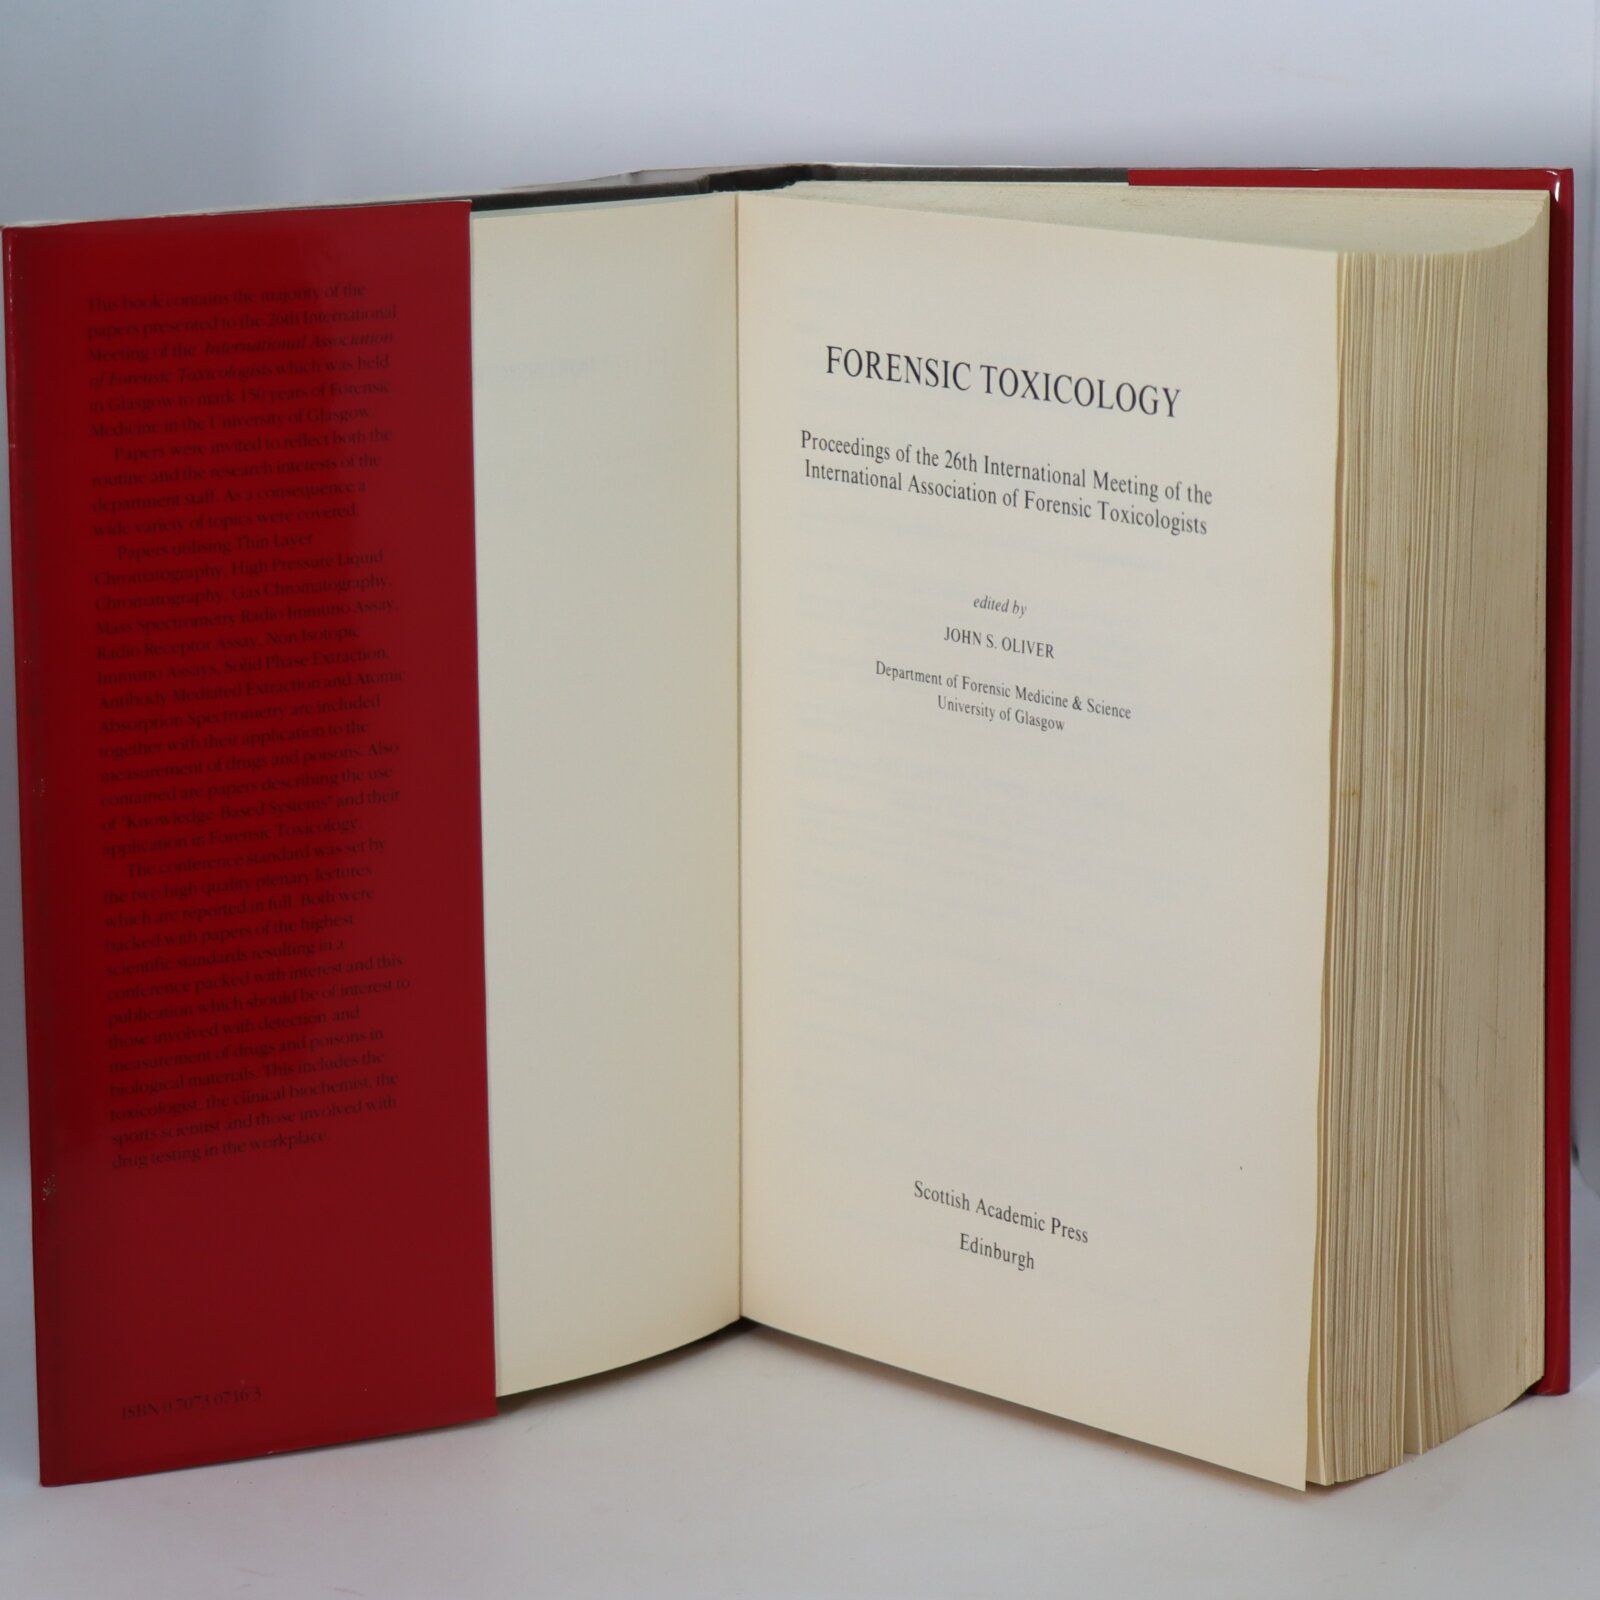 This book contains the majority of the
papers presented to the 26th International
Meeting of the International Association
of Forensic Toxicologists which was held
in Glasgow to mark 150 years of Forensic
Medicine in the University of Glasgow.
Papers were invited to reflect both the
routine and the research interests of the
department staff. As a consequence a
wide variety of topics were covered.
Papers utilising Thin Layer
Chromatography, High Pressure Liquid
Chromatography, Gas Chromatography,
Mass Spectrometry Radio Immuno Assay,
Radio Receptor Assay, Non Isotopic
Immuno Assays, Solid Phase Extraction,
Antibody Mediated Extraction and Atomic
Absorption Spectrometry are included
together with their application to the
measurement of drugs and poisons. Also
contained are papers describing the use
of "Knowledge-Based Systems" and their
application in Forensic Toxicology.
The conference standard was set by
the two high quality plenary lectures
which are reported in full. Both were
backed with papers of the highest
scientific standards resulting in a
conference packed with interest and this
publication which should be of interest to
those involved with detection and
measurement of drugs and poisons in
biological materials. This includes the
toxicologist, the clinical biochemist, the
sports scientist and those involved with
drug testing in the workplace.
ISBN 0 7073 0716 3
FORENSIC TOXICOLOGY
Proceedings of the 26th International Meeting of the
International Association of Forensic Toxicologists
edited by
JOHN S. OLIVER
Department of Forensic Medicine & Science
University of Glasgow
Scottish Academic Press
Edinburgh